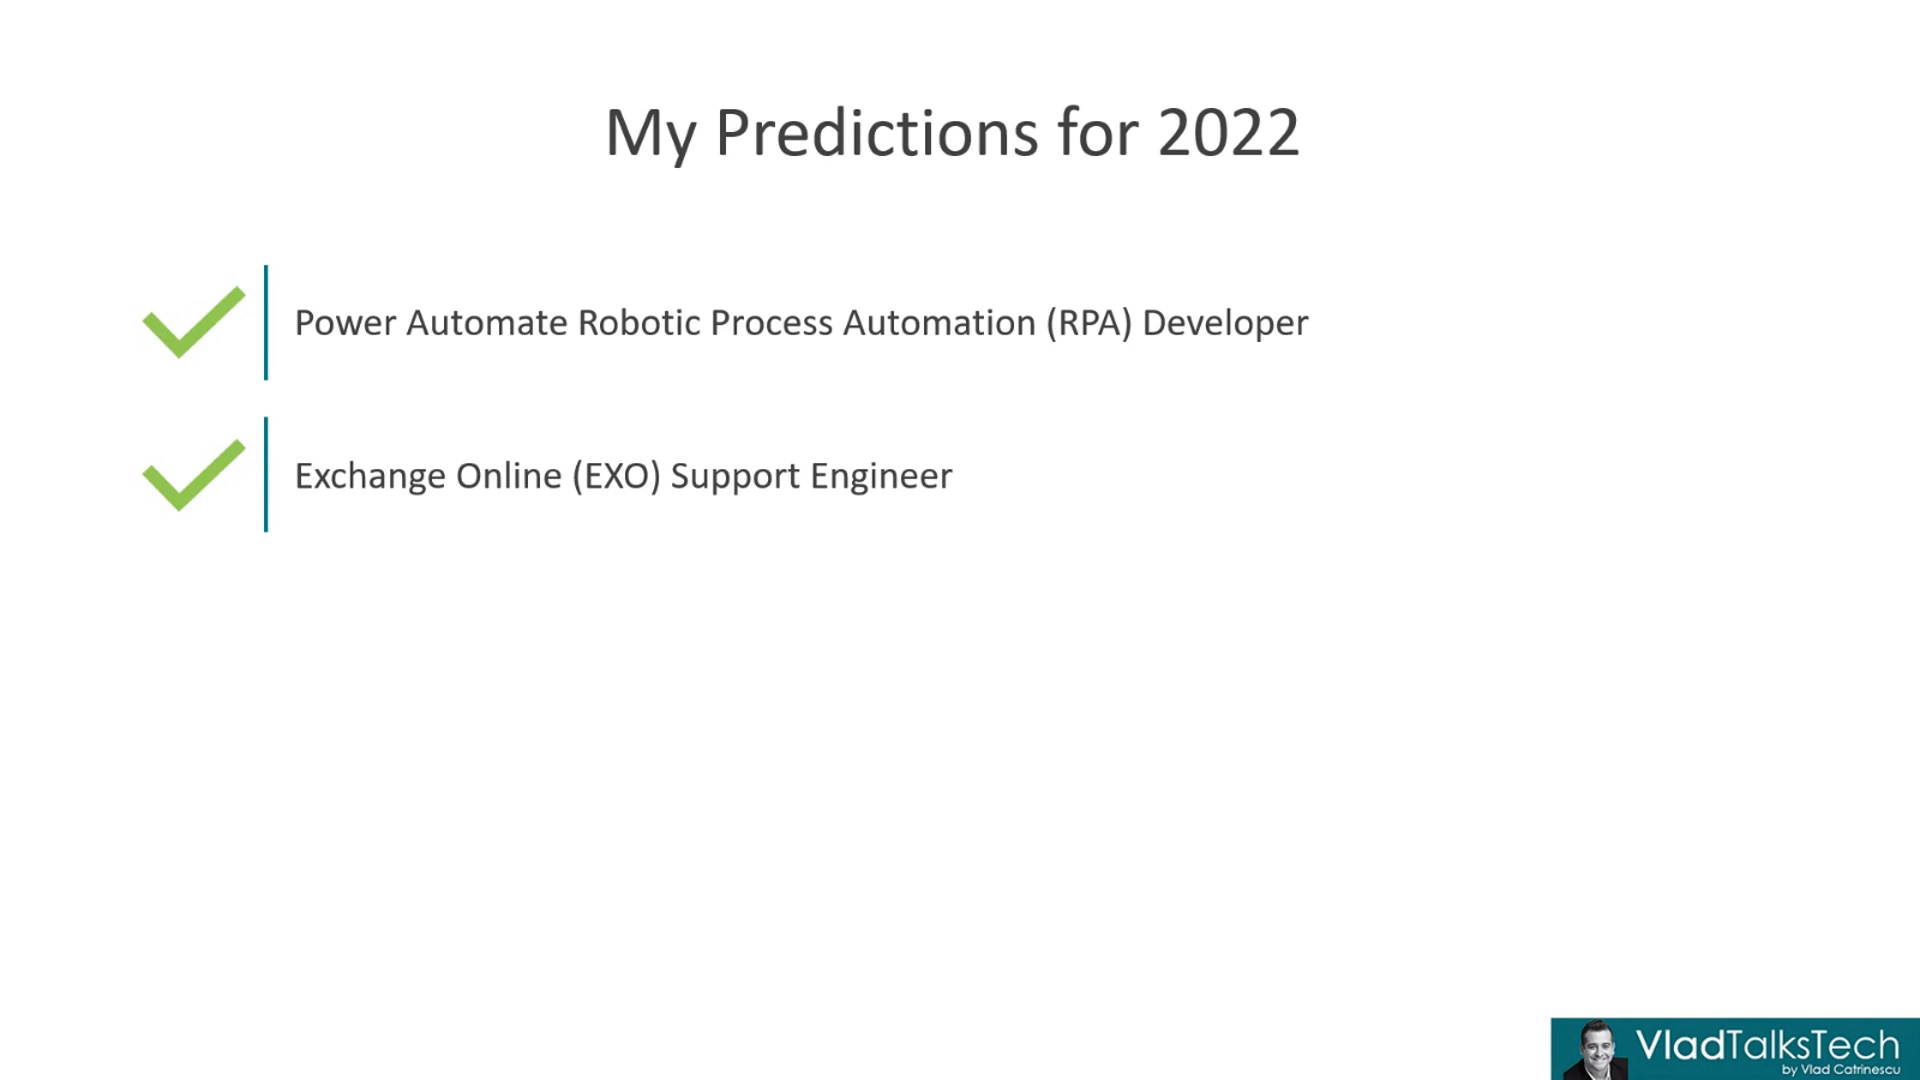 My Predictions for 2022
Power Automate Robotic Process Automation (RPA) Developer
Exchange Online (EXO) Support Engineer
VladTalksTech
by Vlad Catrinescu